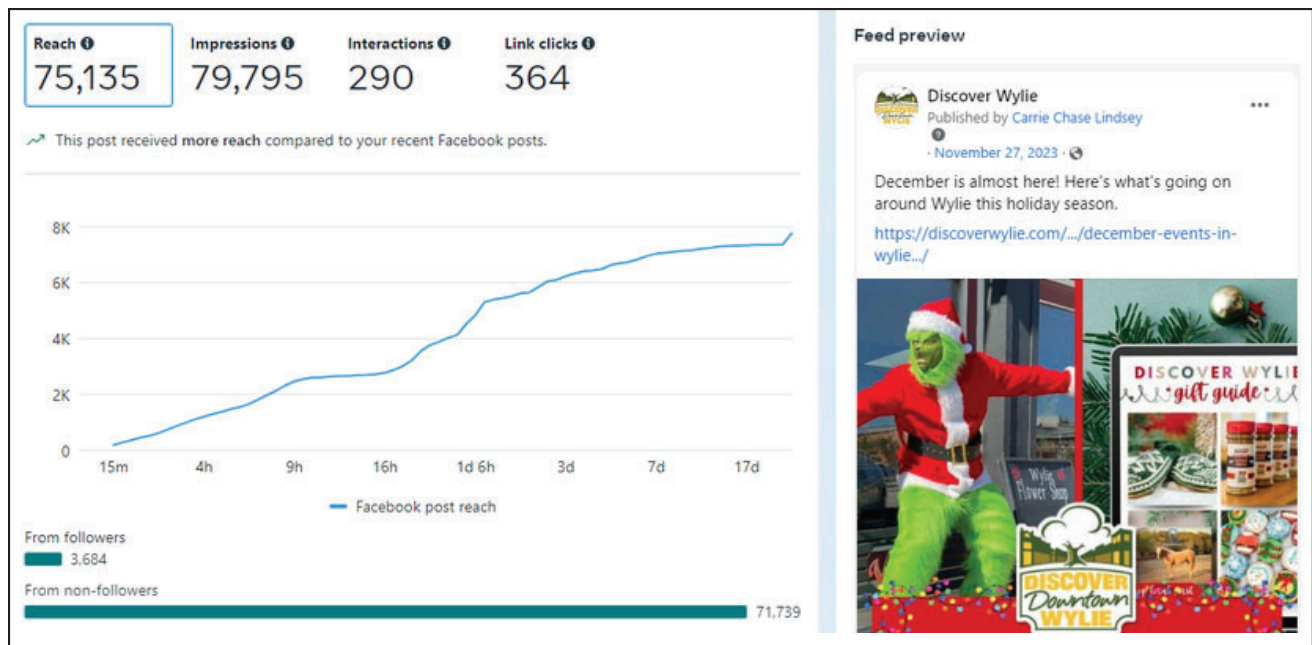 Reach
75,135
Impressions
79,795
Interactions
290
Link clicks
364
This post received more reach compared to your recent Facebook posts.
8K
6K
4K
2K
0
15m 4h 9h 16h 1d 6h 3d 7d 17d
Facebook post reach
From followers
3,684
From non-followers
71,739
Feed preview
Discover Wylie
Published by Carrie Chase Lindsey
· November 27, 2023 ·
December is almost here! Here's what's going on
around Wylie this holiday season.
https://discoverwylie.com/.../december-events-in-
wylie.../
Wylie
Flower Shop
DISCOVER WYLIE
gift guide
DISCOVER
Downtown
WYLIE